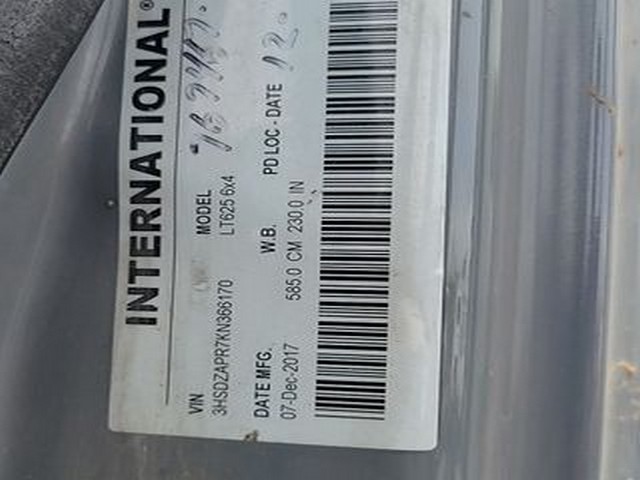 INTERNATIONAL®
VIN MODEL
3HSDZAPR7KN366170 LT625 6x4
DATE MFG. W.B. PD LOC - DATE
07-Dec-2017 585.0 CM 230.0 IN